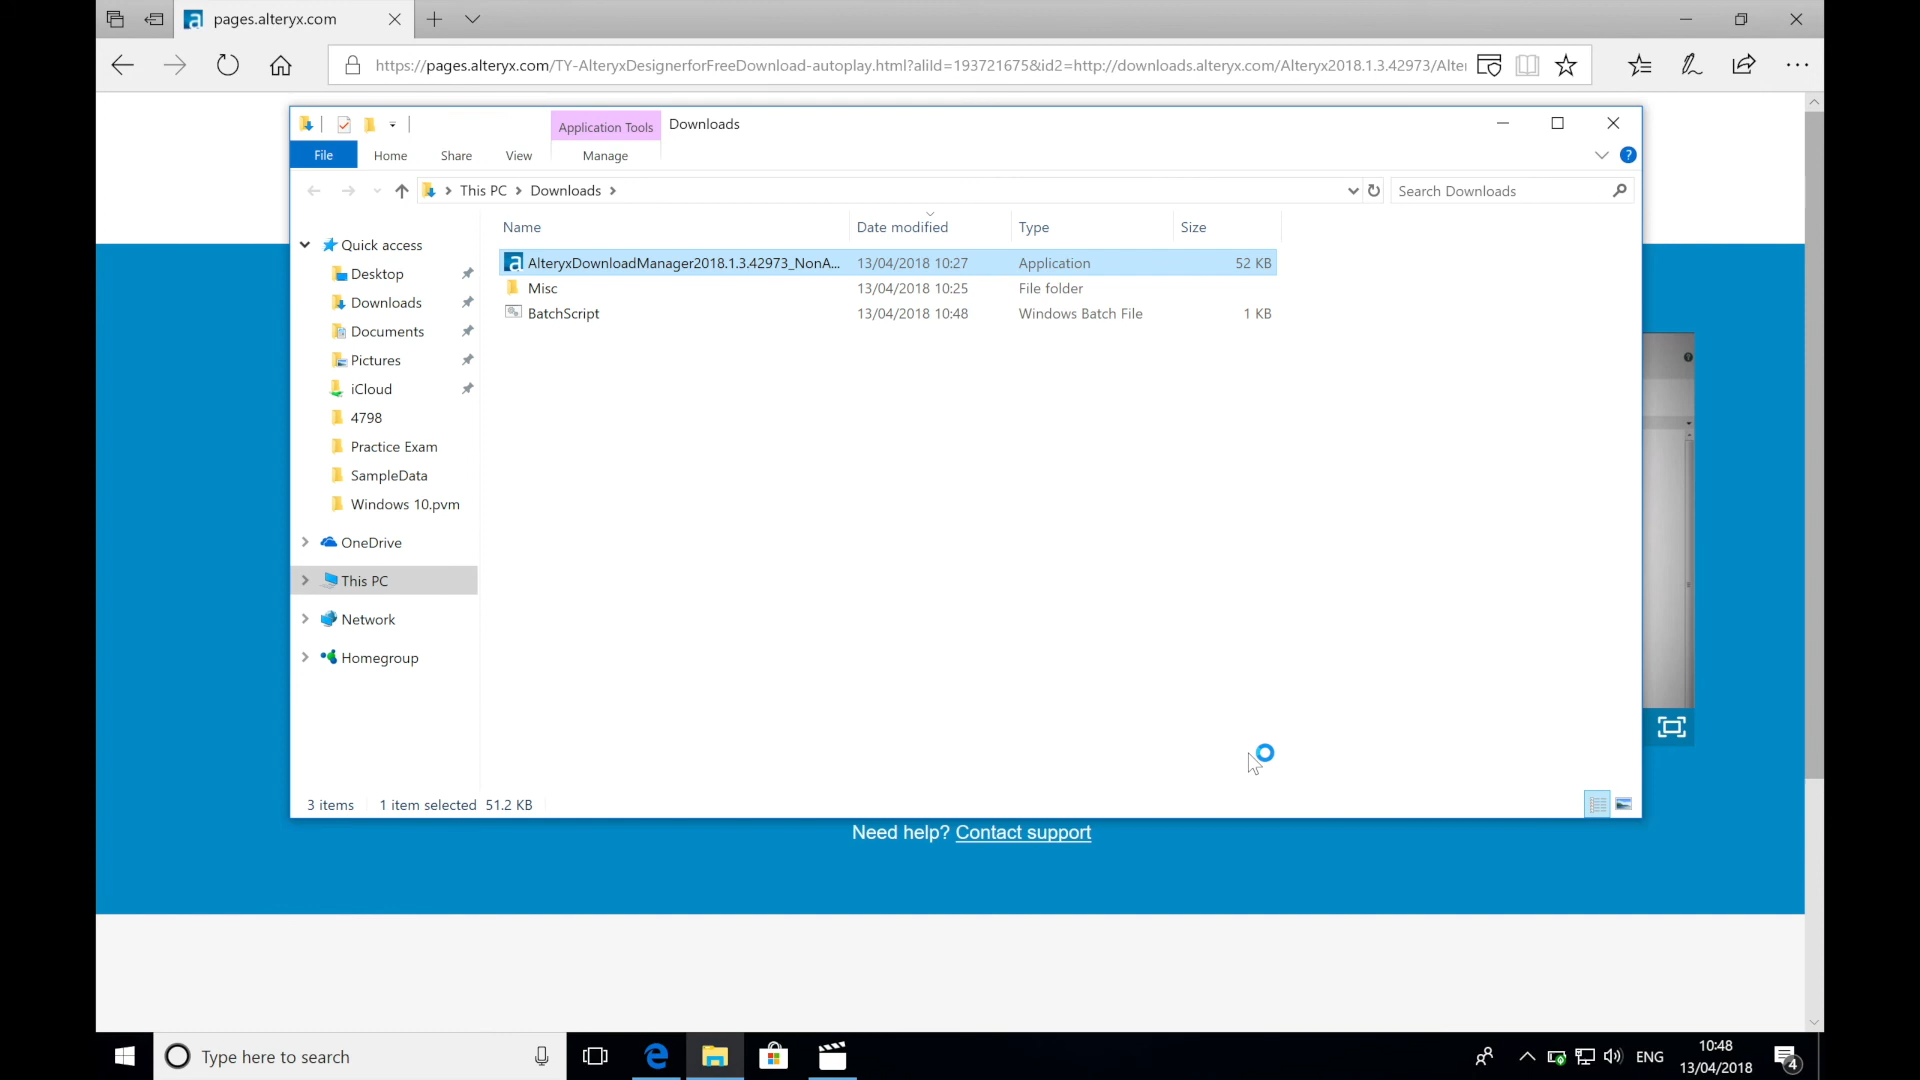 pages.alteryx.com
https://pages.alteryx.com/TY-AlteryxDesignerforFreeDownload-autoplay.html?aliId=193721675&id2=http://downloads.alteryx.com/Alteryx2018.1.3.42973/Alter
Application Tools
Downloads
File
Home
Share
View
Manage
?
This PC
Downloads
Search Downloads
Name
Date modified
Type
Size
AlteryxDownloadManager2018.1.3.42973_NonA...
13/04/2018 10:27
Application
52 KB
Misc
13/04/2018 10:25
File folder
BatchScript
13/04/2018 10:48
Windows Batch File
1 KB
Quick access
Desktop
Downloads
Documents
Pictures
iCloud
4798
Practice Exam
SampleData
Windows 10.pvm
OneDrive
This PC
Network
Homegroup
3 items
1 item selected 51.2 KB
Need help? Contact support
Type here to search
ENG
10:48
13/04/2018
4